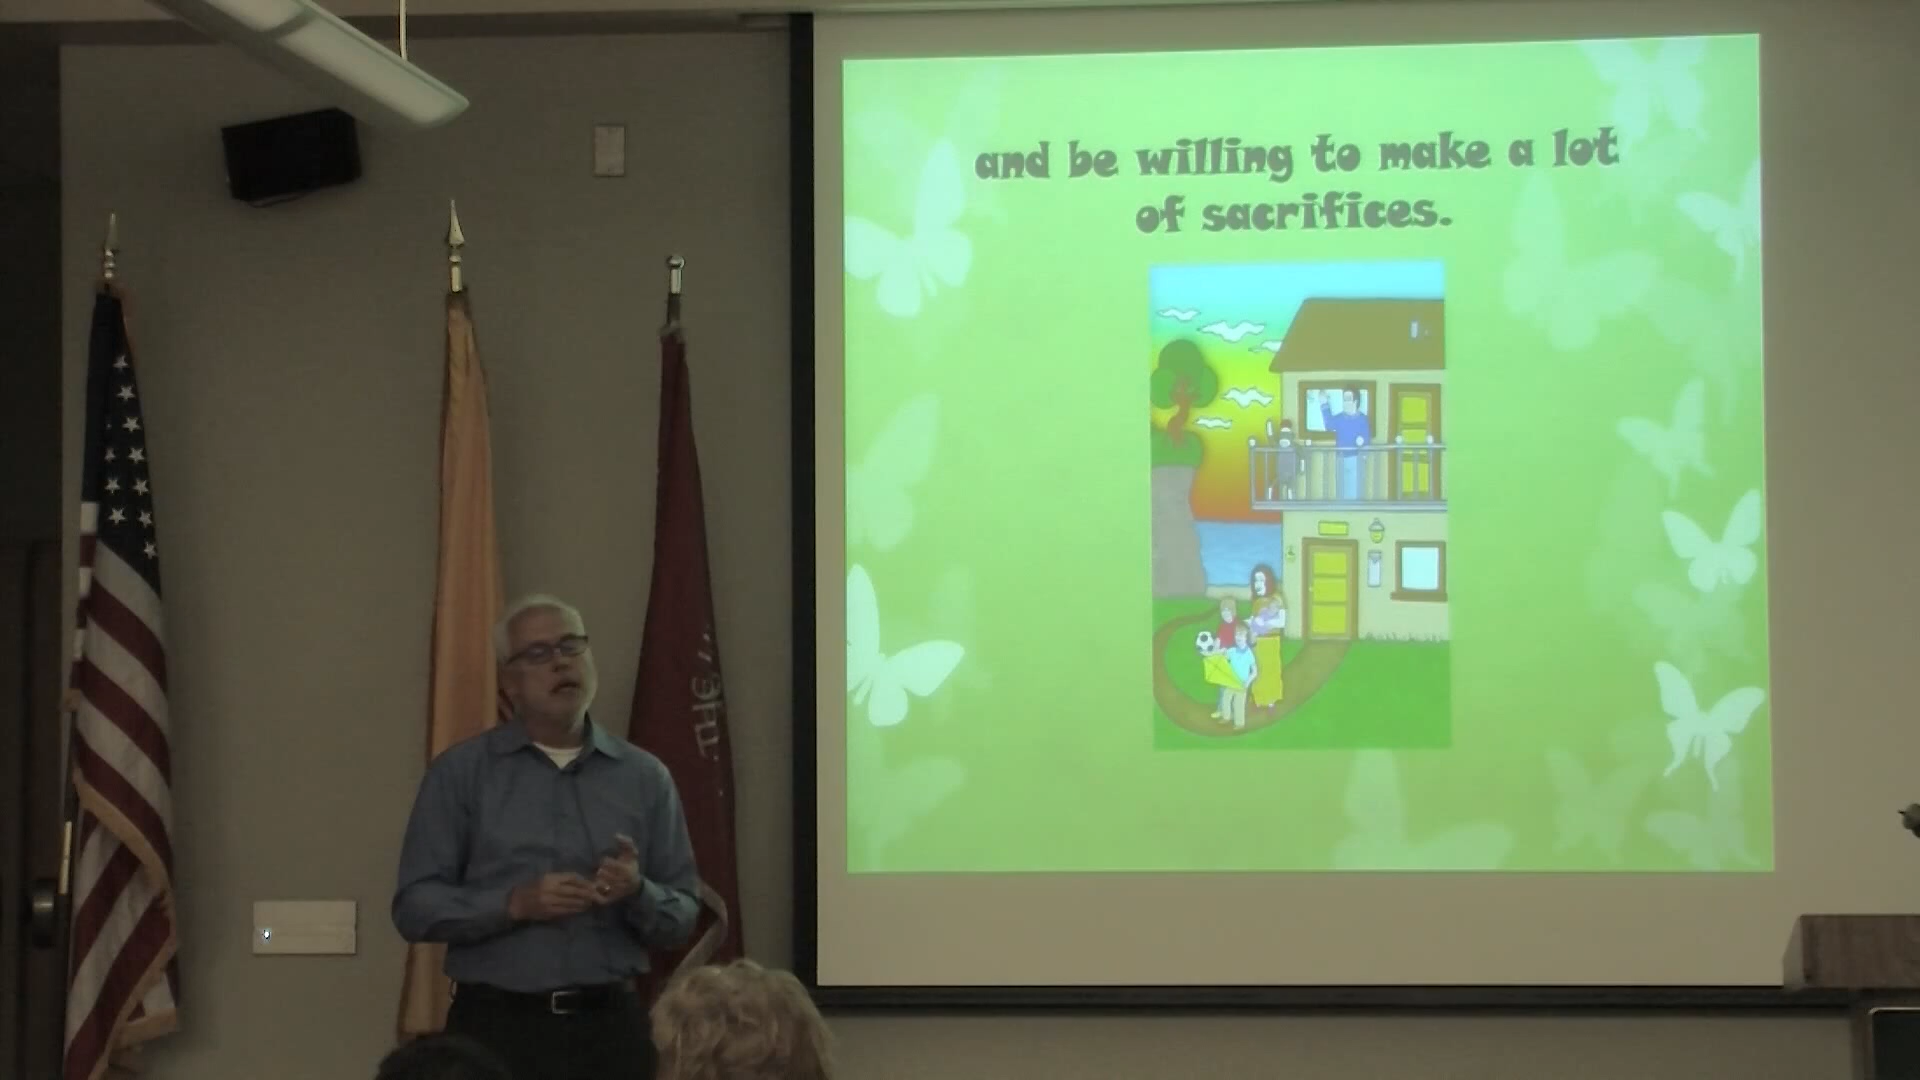 and be willing to make a lot
of sacrifices.